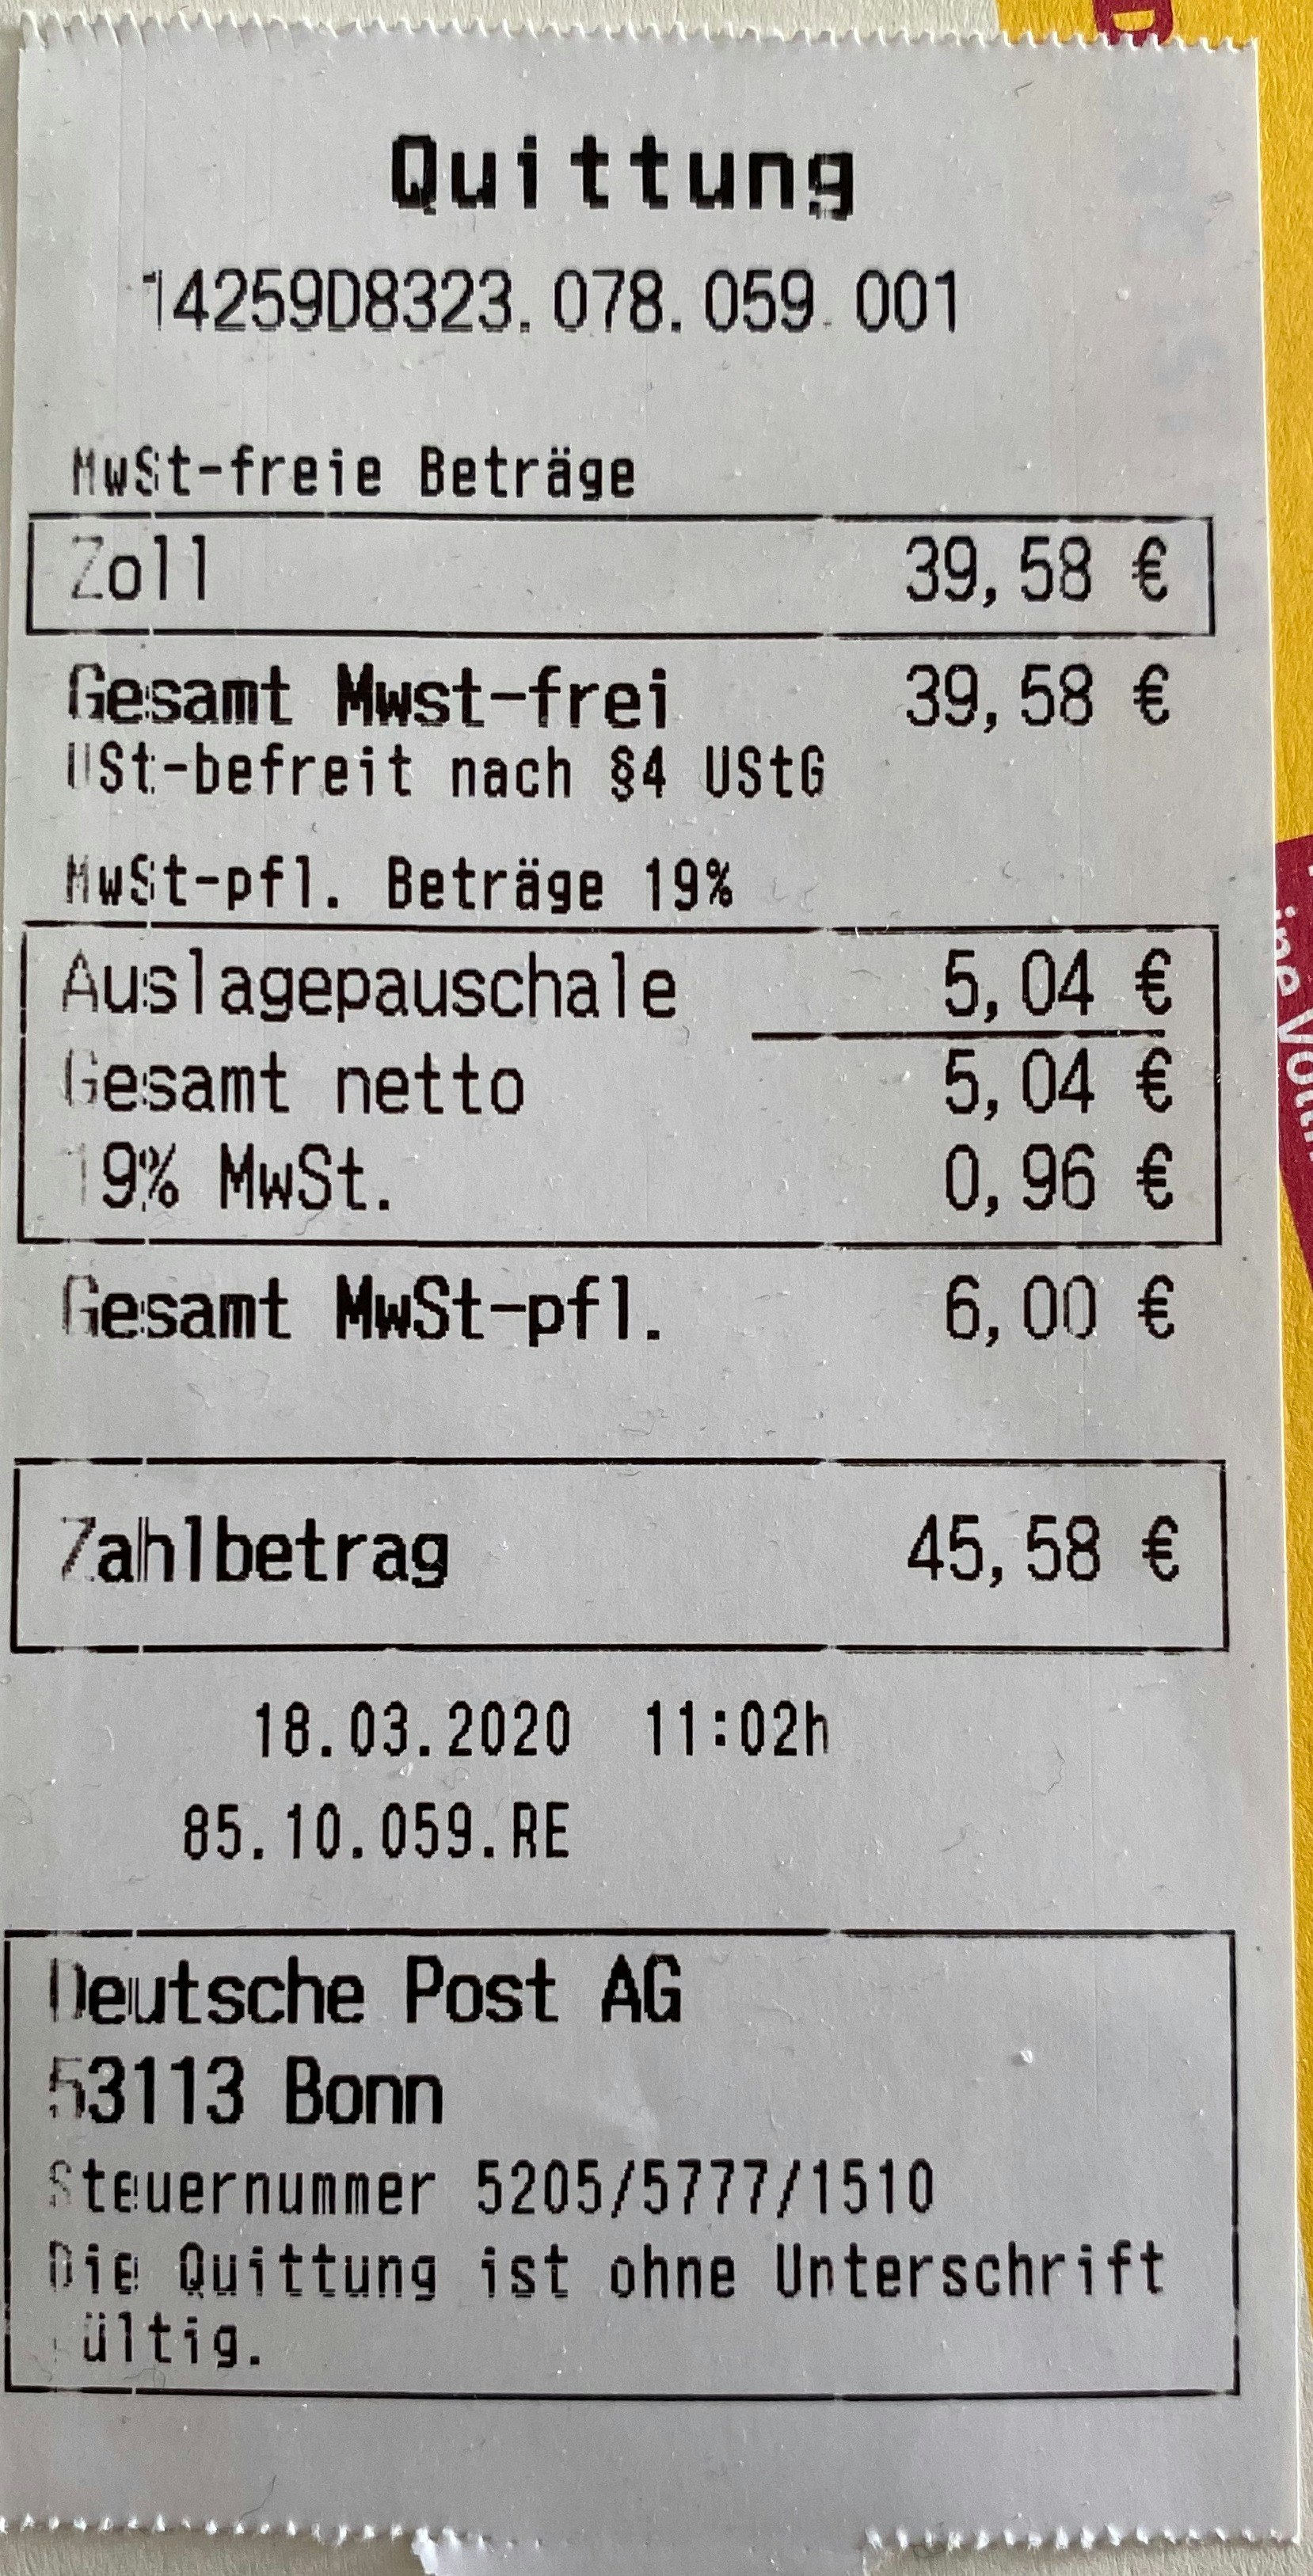 Quittung
14259D8323.078.059.001
MwSt-freie Beträge
Zoll 39,58 €
Gesamt Mwst-frei 39,58 €
USt-befreit nach §4 UStG
MwSt-pfl. Beträge 19%
Auslagepauschale 5,04 €
Gesamt netto 5,04 €
19% MwSt. 0,96 €
Gesamt MwSt-pfl. 6,00 €
Zahlbetrag 45,58 €
18.03.2020 11:02h
85.10.059.RE
Deutsche Post AG
53113 Bonn
Steuernummer 5205/5777/1510
Die Quittung ist ohne Unterschrift
gültig.